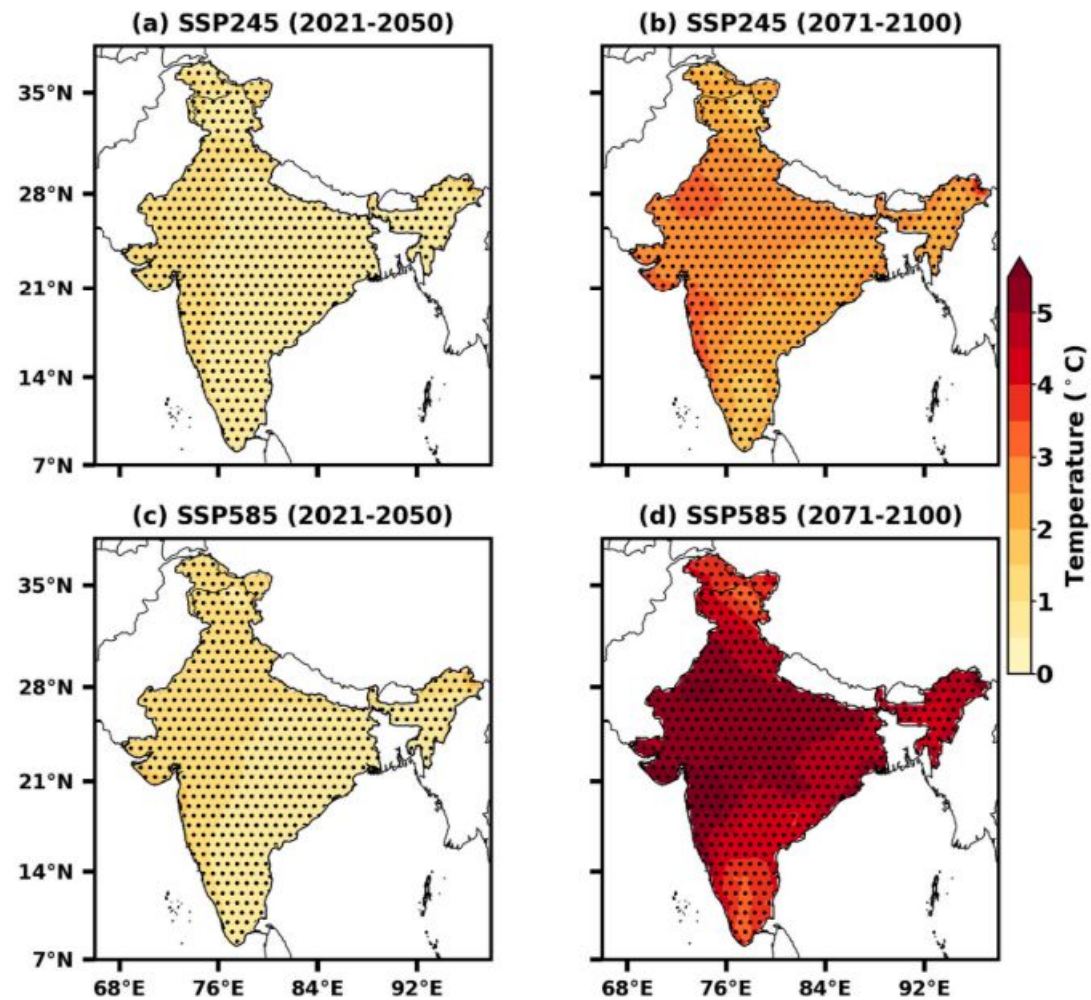 (a) SSP245 (2021-2050)
(b) SSP245 (2071-2100)
35°N
28°N
21°N
14°N
7°N
(c) SSP585 (2021-2050)
(d) SSP585 (2071-2100)
35°N
28°N
21°N
14°N
7°N
68°E 76°E 84°E 92°E
68°E 76°E 84°E 92°E
5
4
3
2
1
0
Temperature (°C)